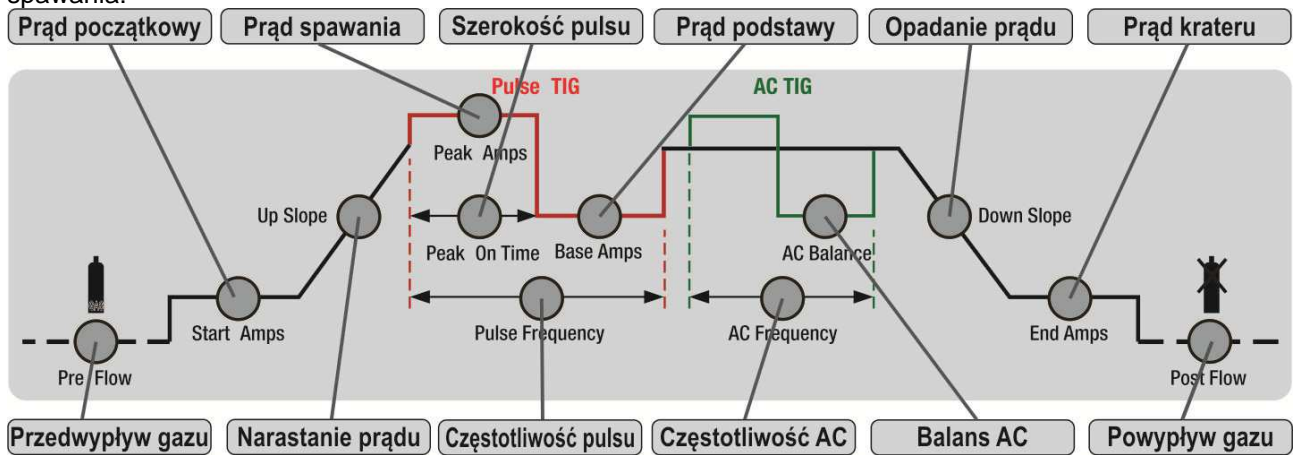 spawania.
Prąd początkowy Prąd spawania Szerokość pulsu Prąd podstawy Opadanie prądu Prąd krateru
Pulse TIG AC TIG
Peak Amps
Up Slope Down Slope
Peak On Time Base Amps AC Balance
GAS
Start Amps Pulse Frequency AC Frequency End Amps
Pre Flow Post Flow
Przedwypływ gazu Narastanie prądu Częstotliwość pulsu Częstotliwość AC Balans AC Powypływ gazu